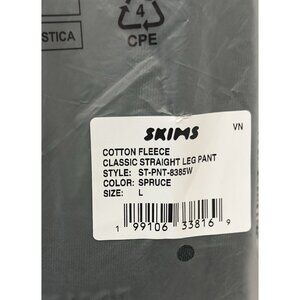 4
CPE
STICA
SKIMS
VN
COTTON FLEECE
CLASSIC STRAIGHT LEG PANT
STYLE: ST-PNT-8385W
COLOR: SPRUCE
SIZE: L
1 99106 33816 9